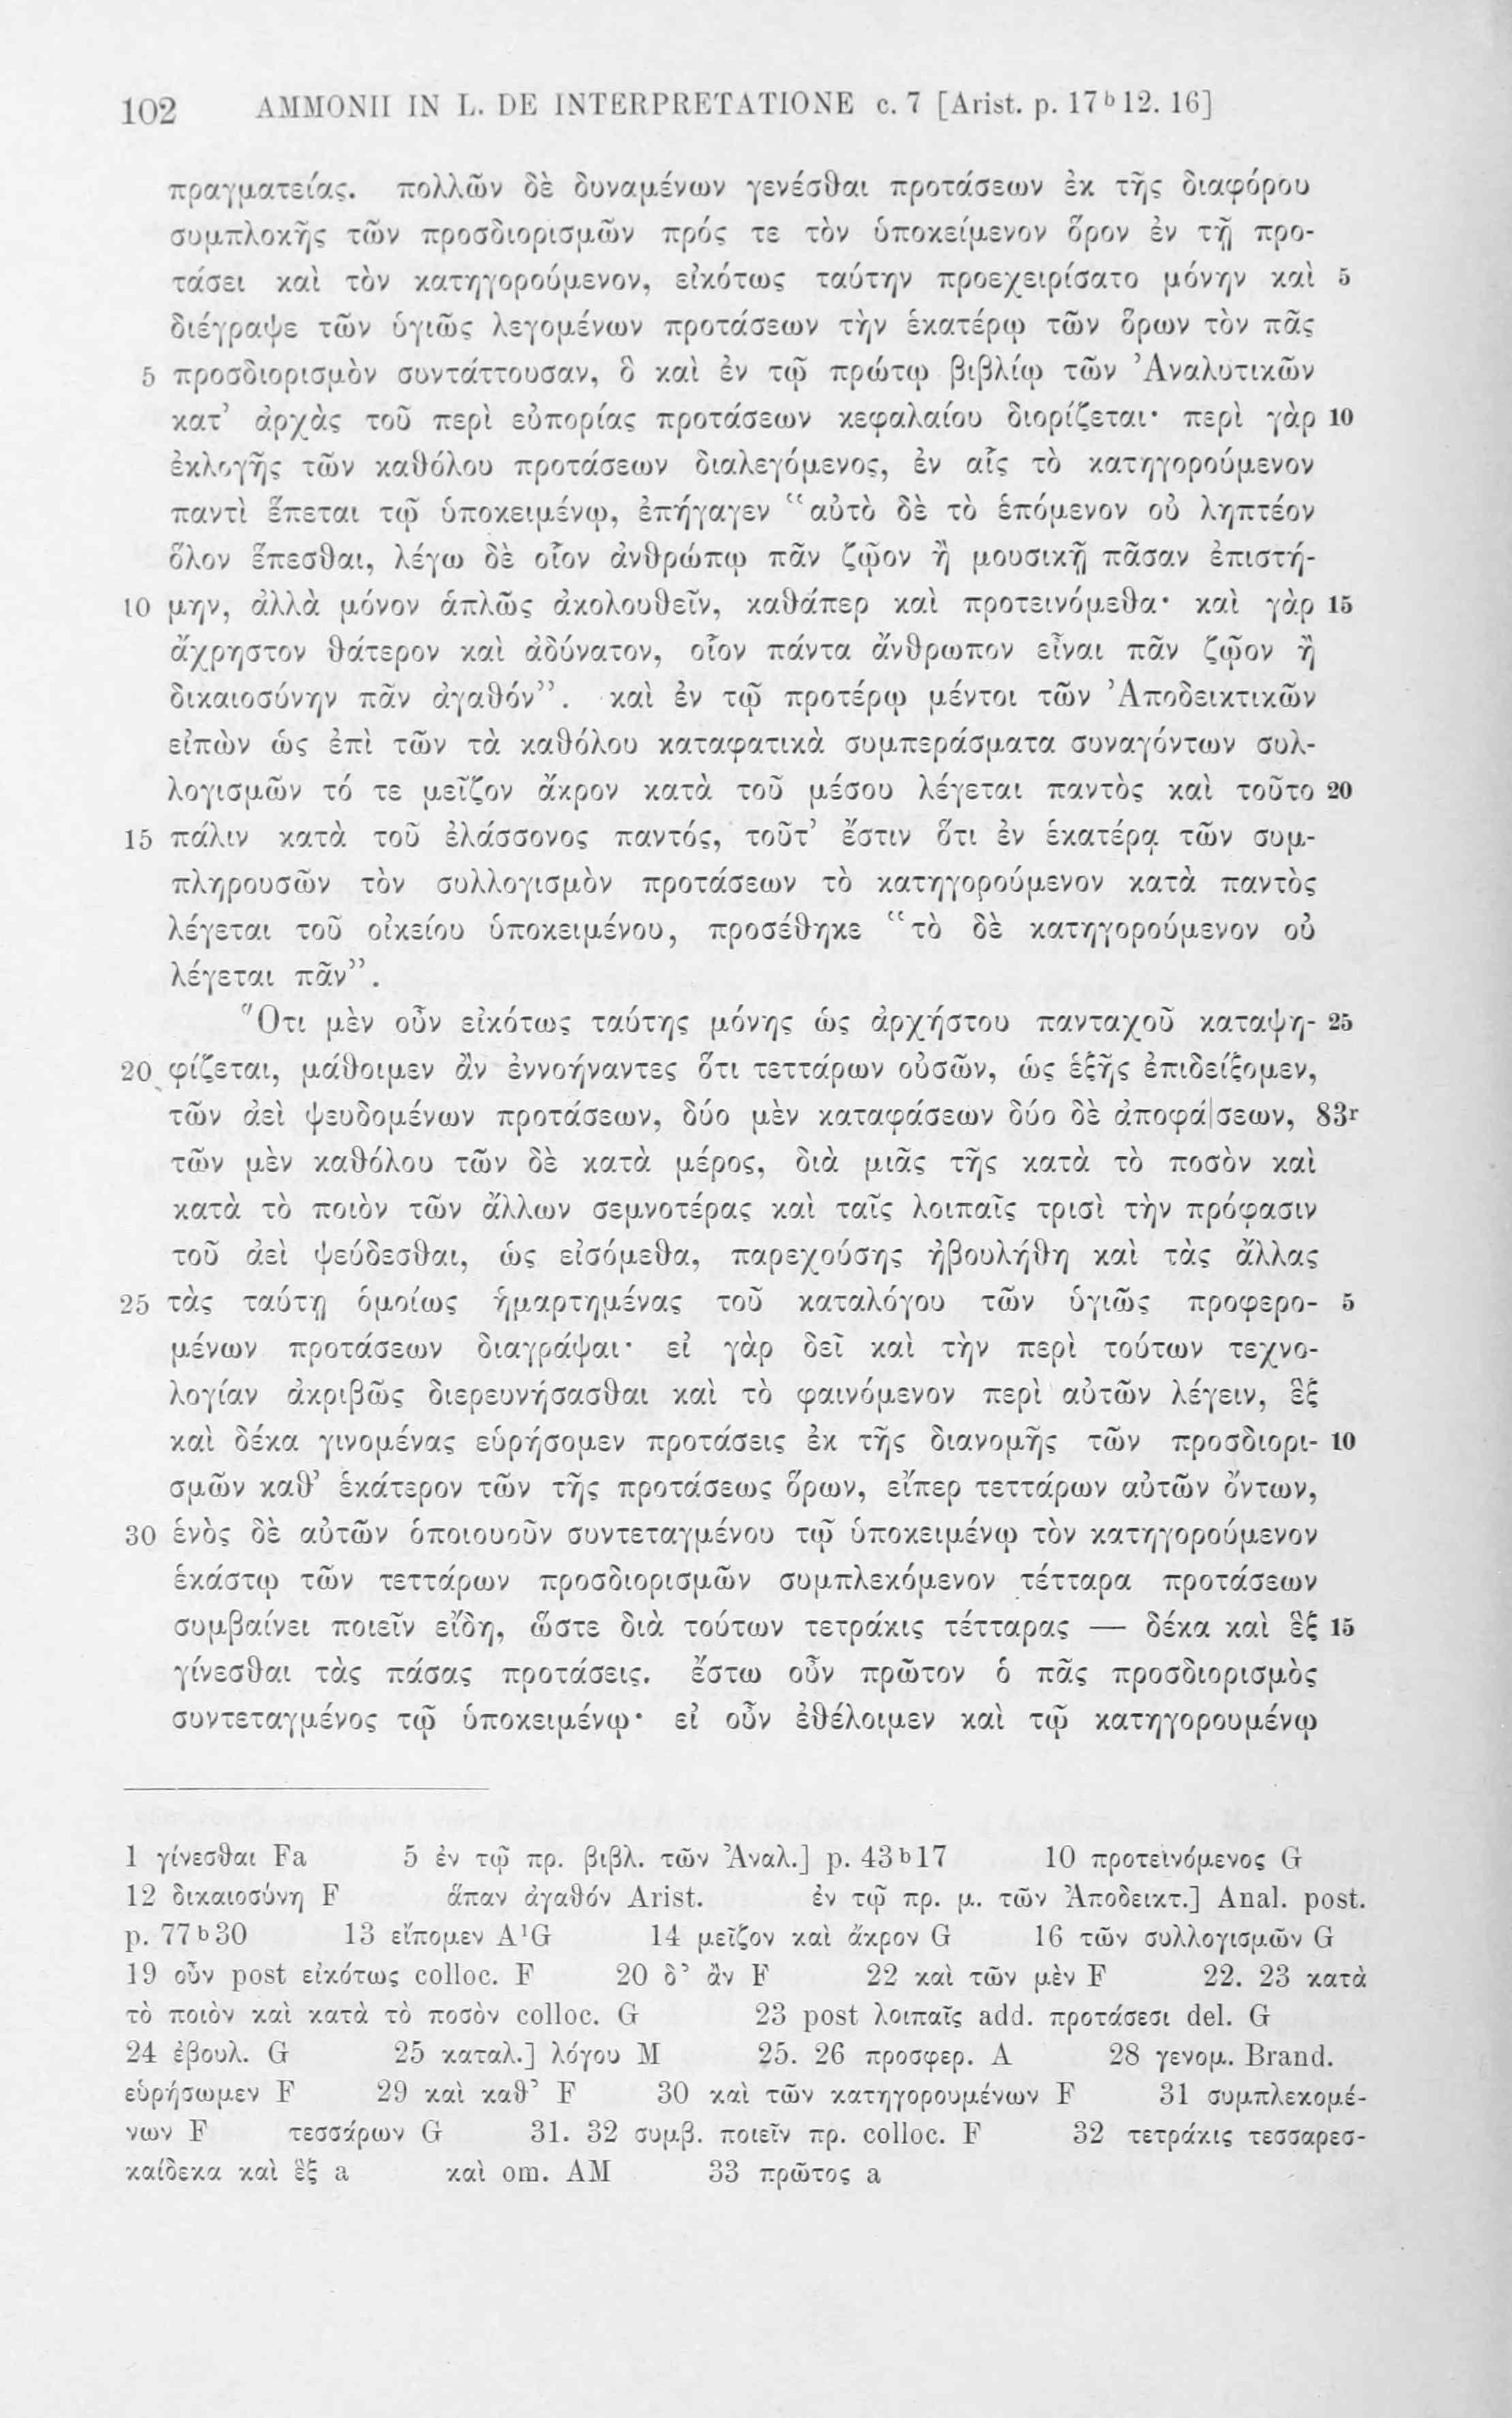 102 AMMONII IN L. DE INTERPRETATIONE c. 7 [Arist. p. 17ᵇ12. 16]
πραγματείας. πολλῶν δὲ δυναμένων γενέσθαι προτάσεων ἐκ τῆς διαφόρου
συμπλοκῆς τῶν προσδιορισμῶν πρός τε τὸν ὑποκείμενον ὅρον ἐν τῇ προ-
τάσει καὶ τὸν κατηγορούμενον, εἰκότως ταύτην προεχειρίσατο μόνην καὶ 5
διέγραψε τῶν ὑγιῶς λεγομένων προτάσεων τὴν ἑκατέρῳ τῶν ὅρων τὸν πᾶς
5 προσδιορισμὸν συντάττουσαν, ὃ καὶ ἐν τῷ πρώτῳ βιβλίῳ τῶν Ἀναλυτικῶν
κατ’ ἀρχὰς τοῦ περὶ εὐπορίας προτάσεων κεφαλαίου διορίζεται· περὶ γὰρ 10
ἐκλογῆς τῶν καθόλου προτάσεων διαλεγόμενος, ἐν αἷς τὸ κατηγορούμενον
παντὶ ἕπεται τῷ ὑποκειμένῳ, ἐπήγαγεν “αὐτὸ δὲ τὸ ἑπόμενον οὐ ληπτέον
ὅλον ἕπεσθαι, λέγω δὲ οἷον ἀνθρώπῳ πᾶν ζῷον ἢ μουσικῇ πᾶσαν ἐπιστή-
10 μην, ἀλλὰ μόνον ἁπλῶς ἀκολουθεῖν, καθάπερ καὶ προτεινόμεθα· καὶ γὰρ 15
ἄχρηστον θάτερον καὶ ἀδύνατον, οἷον πάντα ἄνθρωπον εἶναι πᾶν ζῷον ἢ
δικαιοσύνην πᾶν ἀγαθόν”. καὶ ἐν τῷ προτέρῳ μέντοι τῶν Ἀποδεικτικῶν
εἰπὼν ὡς ἐπὶ τῶν τὰ καθόλου καταφατικὰ συμπεράσματα συναγόντων συλ-
λογισμῶν τό τε μεῖζον ἄκρον κατὰ τοῦ μέσου λέγεται παντὸς καὶ τοῦτο 20
15 πάλιν κατὰ τοῦ ἐλάσσονος παντός, τοῦτ’ ἔστιν ὅτι ἐν ἑκατέρᾳ τῶν συμ-
πληρουσῶν τὸν συλλογισμὸν προτάσεων τὸ κατηγορούμενον κατὰ παντὸς
λέγεται τοῦ οἰκείου ὑποκειμένου, προσέθηκε “τὸ δὲ κατηγορούμενον οὐ
λέγεται πᾶν”.
Ὅτι μὲν οὖν εἰκότως ταύτης μόνης ὡς ἀρχήστου πανταχοῦ καταψη- 25
20 φίζεται, μάθοιμεν ἂν ἐννοήναντες ὅτι τεττάρων οὐσῶν, ὡς ἑξῆς ἐπιδείξομεν,
τῶν ἀεὶ ψευδομένων προτάσεων, δύο μὲν καταφάσεων δύο δὲ ἀποφά|σεων, 83ʳ
τῶν μὲν καθόλου τῶν δὲ κατὰ μέρος, διὰ μιᾶς τῆς κατὰ τὸ ποσὸν καὶ
κατὰ τὸ ποιὸν τῶν ἄλλων σεμνοτέρας καὶ ταῖς λοιπαῖς τρισὶ τὴν πρόφασιν
τοῦ ἀεὶ ψεύδεσθαι, ὡς εἰσόμεθα, παρεχούσης ἠβουλήθη καὶ τὰς ἄλλας
25 τὰς ταύτῃ ὁμοίως ἡμαρτημένας τοῦ καταλόγου τῶν ὑγιῶς προφερο- 5
μένων προτάσεων διαγράψαι· εἰ γὰρ δεῖ καὶ τὴν περὶ τούτων τεχνο-
λογίαν ἀκριβῶς διερευνήσασθαι καὶ τὸ φαινόμενον περὶ αὐτῶν λέγειν, ἓξ
καὶ δέκα γινομένας εὑρήσομεν προτάσεις ἐκ τῆς διανομῆς τῶν προσδιορι- 10
σμῶν καθ’ ἑκάτερον τῶν τῆς προτάσεως ὅρων, εἴπερ τεττάρων αὐτῶν ὄντων,
30 ἑνὸς δὲ αὐτῶν ὁποιουοῦν συντεταγμένου τῷ ὑποκειμένῳ τὸν κατηγορούμενον
ἑκάστῳ τῶν τεττάρων προσδιορισμῶν συμπλεκόμενον τέτταρα προτάσεων
συμβαίνει ποιεῖν εἴδη, ὥστε διὰ τούτων τετράκις τέτταρας — δέκα καὶ ἓξ 15
γίνεσθαι τὰς πάσας προτάσεις. ἔστω οὖν πρῶτον ὁ πᾶς προσδιορισμὸς
συντεταγμένος τῷ ὑποκειμένῳ· εἰ οὖν ἐθέλοιμεν καὶ τῷ κατηγορουμένῳ
1 γίνεσθαι Fa 5 ἐν τῷ πρ. βιβλ. τῶν Ἀναλ.] p. 43ᵇ17 10 προτεινόμενος G
12 δικαιοσύνη F ἅπαν ἀγαθόν Arist. ἐν τῷ πρ. μ. τῶν Ἀποδεικτ.] Anal. post.
p. 77ᵇ30 13 εἴπομεν A¹G 14 μεῖζον καὶ ἄκρον G 16 τῶν συλλογισμῶν G
19 οὖν post εἰκότως colloc. F 20 δ’ ἂν F 22 καὶ τῶν μὲν F 22. 23 κατὰ
τὸ ποιὸν καὶ κατὰ τὸ ποσὸν colloc. G 23 post λοιπαῖς add. προτάσεσι del. G
24 ἐβουλ. G 25 καταλ.] λόγου M 25. 26 προσφερ. A 28 γενομ. Brand.
εὑρήσωμεν F 29 καὶ καθ’ F 30 καὶ τῶν κατηγορουμένων F 31 συμπλεκομέ-
νων F τεσσάρων G 31. 32 συμβ. ποιεῖν πρ. colloc. F 32 τετράκις τεσσαρεσ-
καίδεκα καὶ ἓξ a καὶ om. AM 33 πρῶτος a